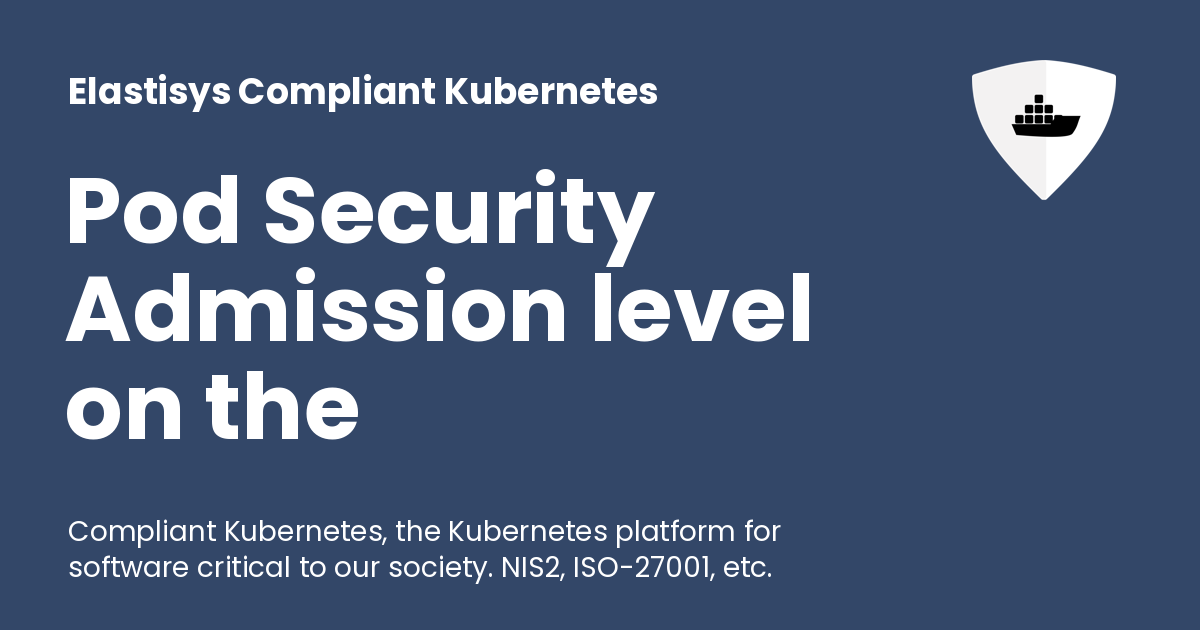 Elastisys Compliant Kubernetes
Pod Security
Admission level
on the
Compliant Kubernetes, the Kubernetes platform for
software critical to our society. NIS2, ISO-27001, etc.